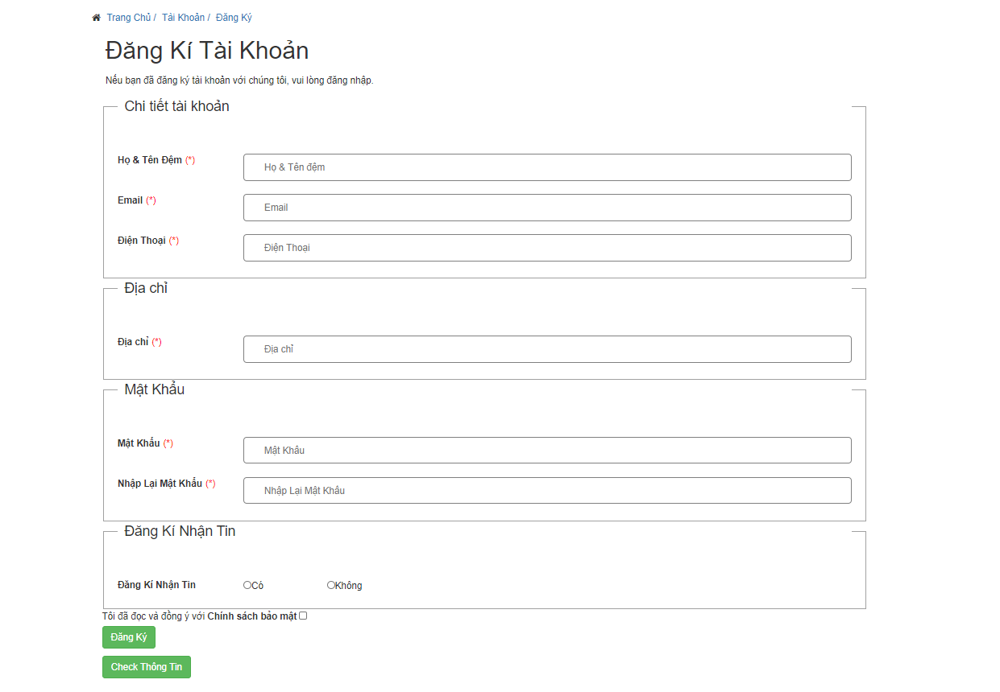 Trang Chủ / Tài Khoản / Đăng Ký
Đăng Kí Tài Khoản
Nếu bạn đã đăng ký tài khoản với chúng tôi, vui lòng đăng nhập.
Chi tiết tài khoản
Họ & Tên Đệm (*) Họ & Tên đệm
Email (*) Email
Điện Thoại (*) Điện Thoại
Địa chỉ
Địa chỉ (*) Địa chỉ
Mật Khẩu
Mật Khẩu (*) Mật Khẩu
Nhập Lại Mật Khẩu (*) Nhập Lại Mật Khẩu
Đăng Kí Nhận Tin
Đăng Kí Nhận Tin Có Không
Tôi đã đọc và đồng ý với Chính sách bảo mật
Đăng Ký
Check Thông Tin